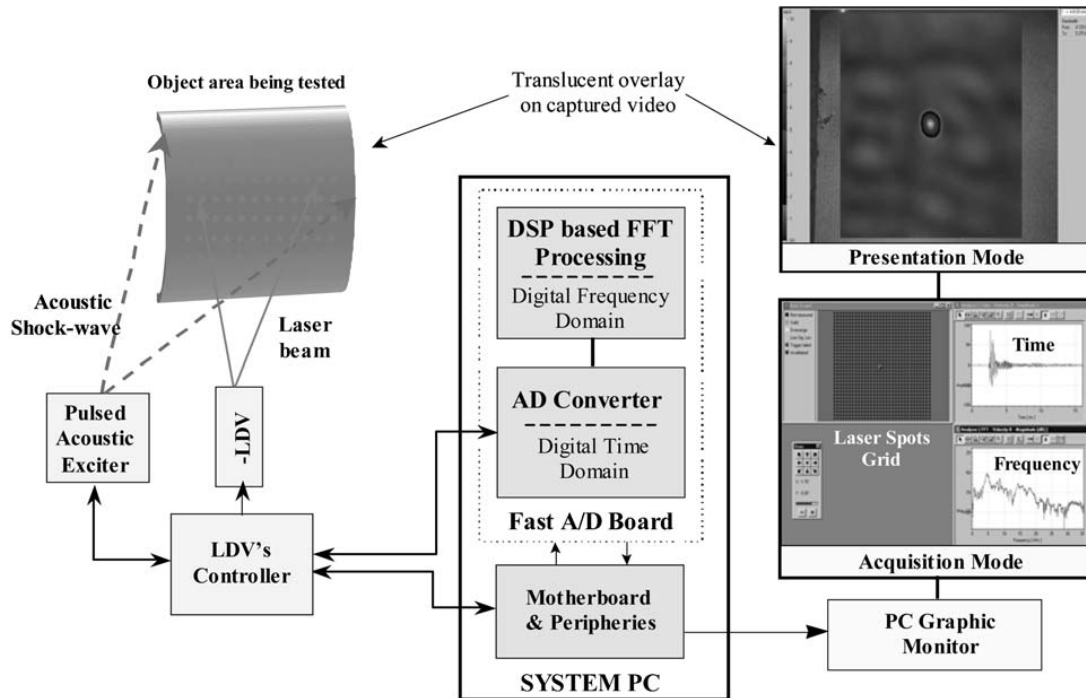 Object area being tested
Translucent overlay
on captured video
Presentation Mode
DSP based FFT
Processing
Digital Frequency
Domain
Acoustic
Shock-wave
Laser
beam
Time
AD Converter
Digital Time
Domain
Pulsed
Acoustic
Exciter
-LDV
Laser Spots
Grid
Frequency
Fast A/D Board
LDV's
Controller
Acquisition Mode
Motherboard
& Peripheries
PC Graphic
Monitor
SYSTEM PC